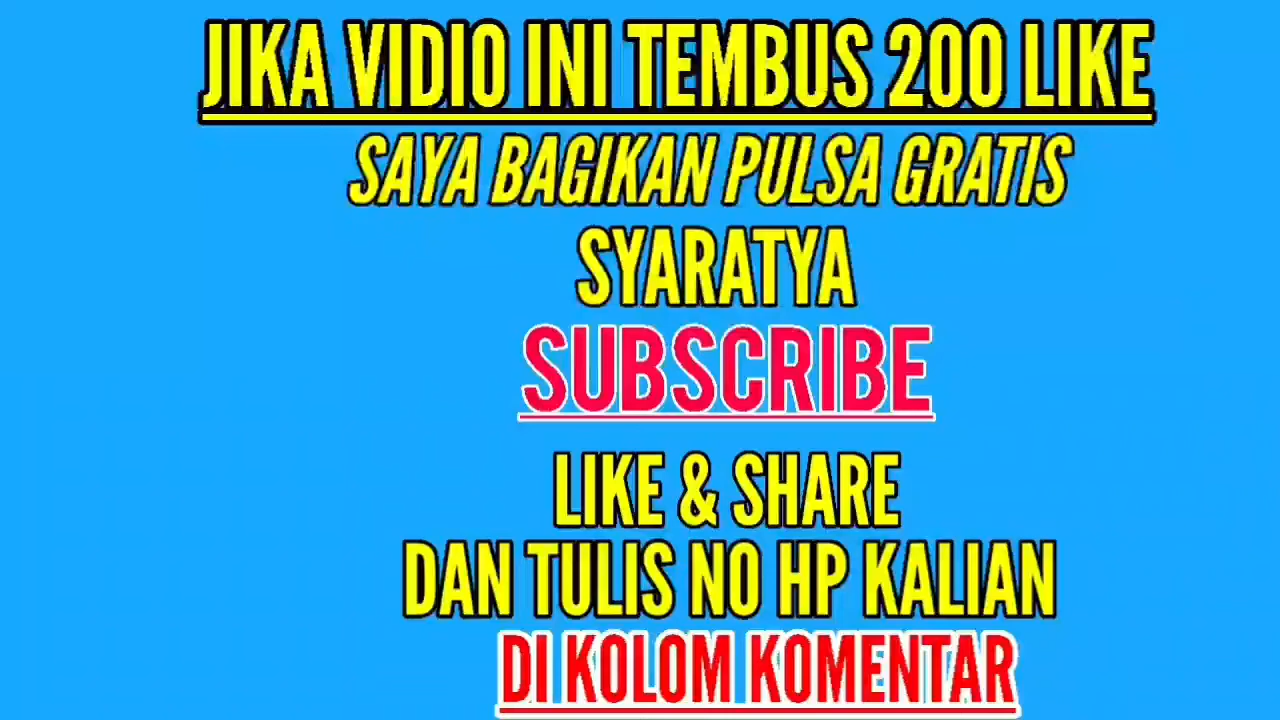 JIKA VIDIO INI TEMBUS 200 LIKE
SAYA BAGIKAN PULSA GRATIS
SYARATYA
SUBSCRIBE
LIKE & SHARE
DAN TULIS NO HP KALIAN
DI KOLOM KOMENTAR